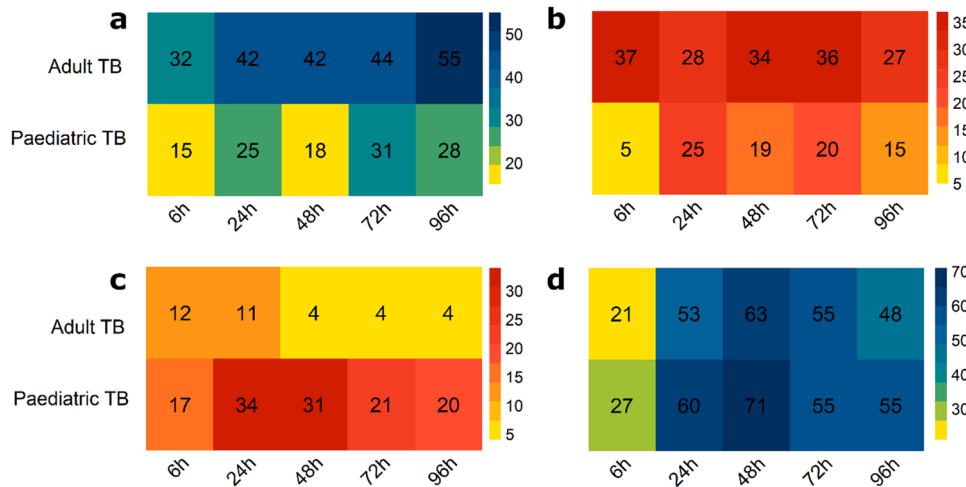 a
Adult TB 32 42 42 44 55
Paediatric TB 15 25 18 31 28
6h 24h 48h 72h 96h
50
40
30
20
b
37 28 34 36 27
5 25 19 20 15
6h 24h 48h 72h 96h
35
30
25
20
15
10
5
c
Adult TB 12 11 4 4 4
Paediatric TB 17 34 31 21 20
6h 24h 48h 72h 96h
30
25
20
15
10
5
d
21 53 63 55 48
27 60 71 55 55
6h 24h 48h 72h 96h
70
60
50
40
30